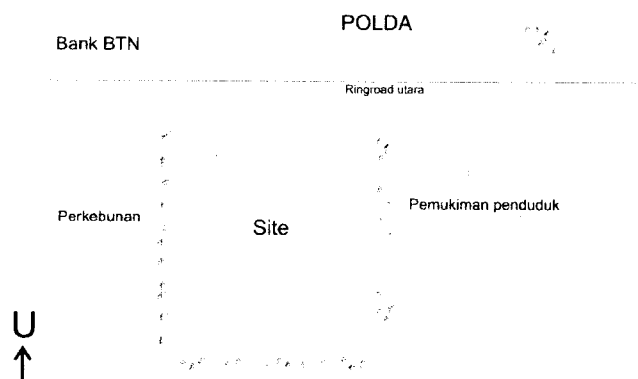 POLDA
Bank BTN
Ringroad utara
Perkebunan
Site
Pemukiman penduduk
U